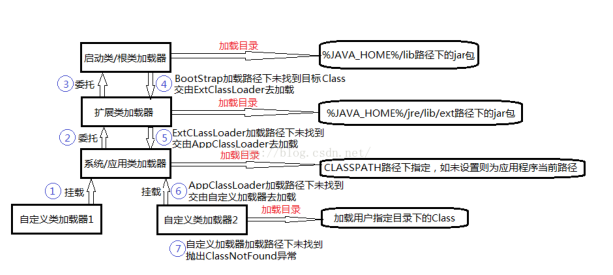 加载目录
启动类/根类加载器
%JAVA_HOME%/lib路径下的jar包
③ 委托
④ BootStrap加载路径下未找到目标Class
交由ExtClassLoader去加载
加载目录
扩展类加载器
%JAVA_HOME%/jre/lib/ext路径下的jar包
② 委托
⑤ ExtCLassLoader加载路径下未找到
交由AppClassLoader去加载
加载目录
系统/应用类加载器
CLASSPATH路径下指定，如未设置则为应用程序当前路径
① 挂载
挂载
⑥ AppClassLoader加载路径下未找到
交由自定义加载器去加载
加载目录
自定义类加载器1
自定义类加载器2
加载用户指定目录下的Class
⑦ 自定义加载器加载路径下未找到
抛出ClassNotFound异常